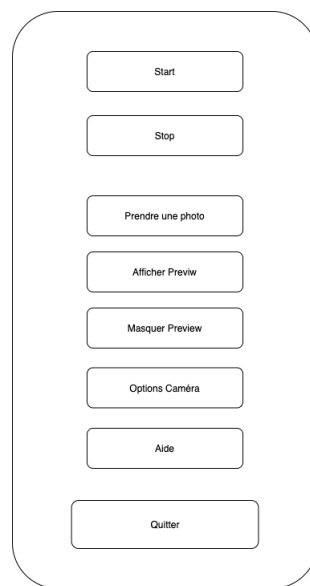 Start
Stop
Prendre une photo
Afficher Previw
Masquer Preview
Options Caméra
Aide
Quitter